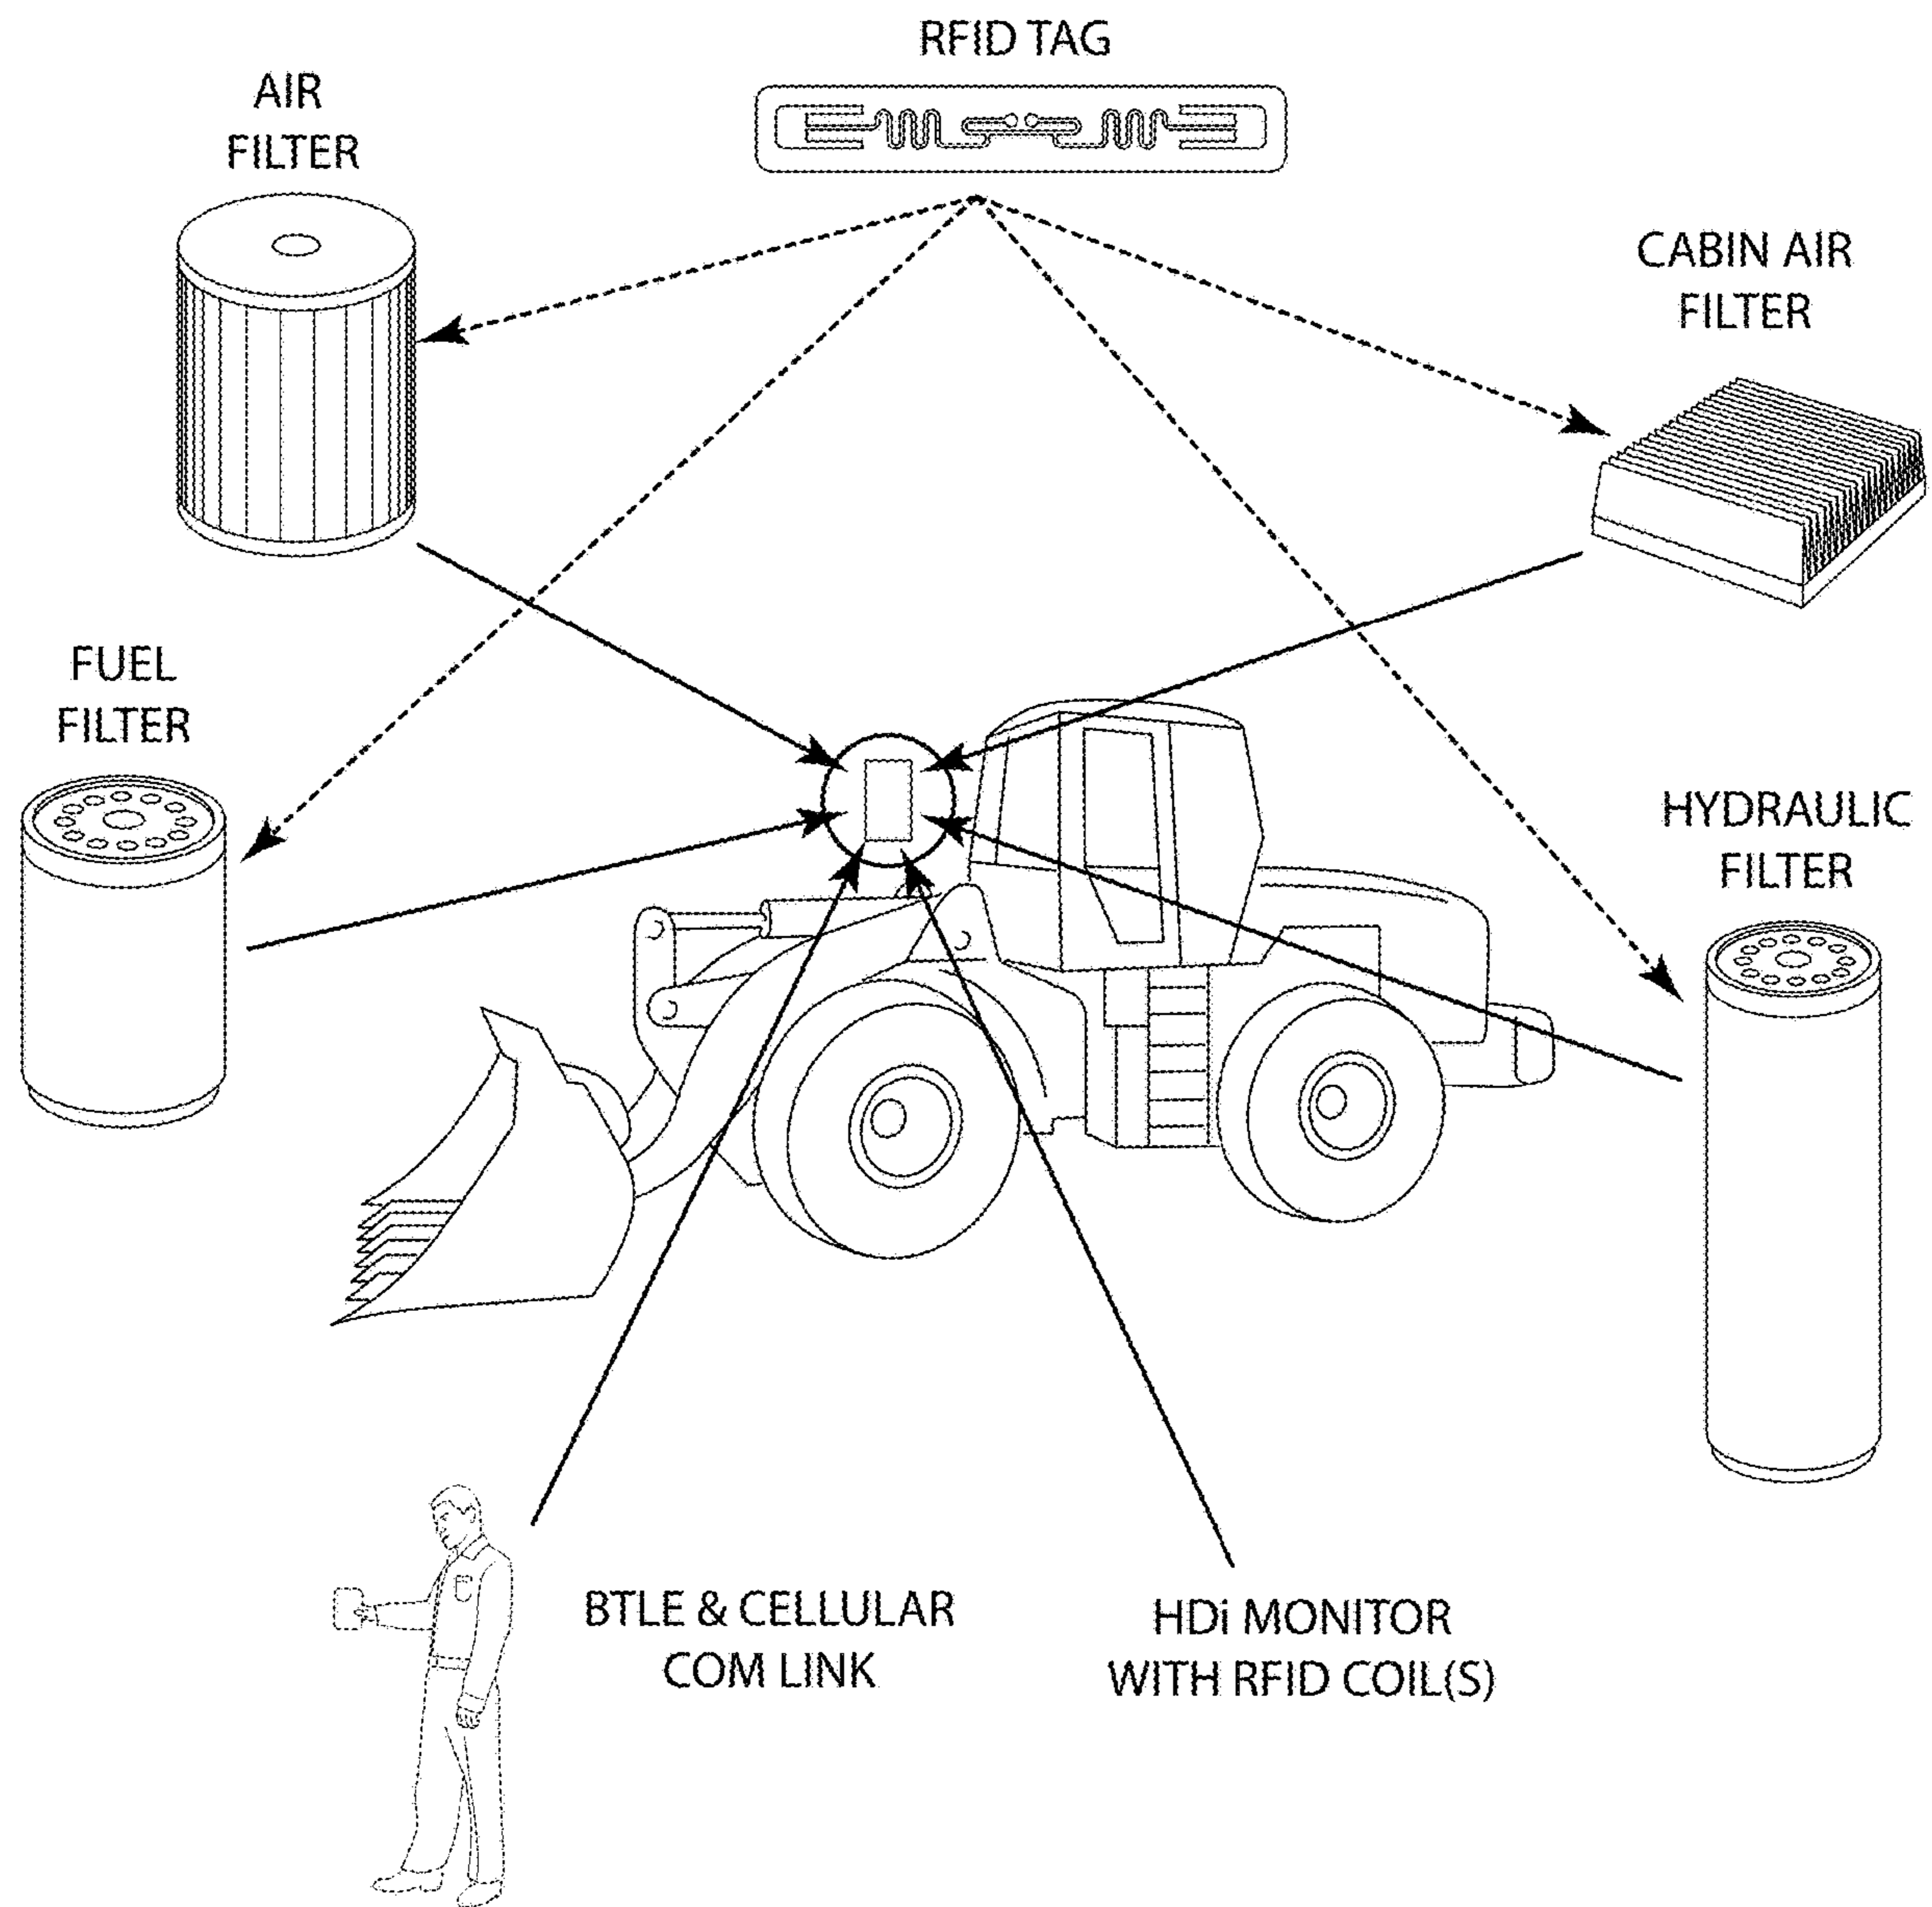 RFID TAG
AIR
FILTER
CABIN AIR
FILTER
FUEL
FILTER
HYDRAULIC
FILTER
BTLE & CELLULAR
COM LINK
HDi MONITOR
WITH RFID COIL(S)